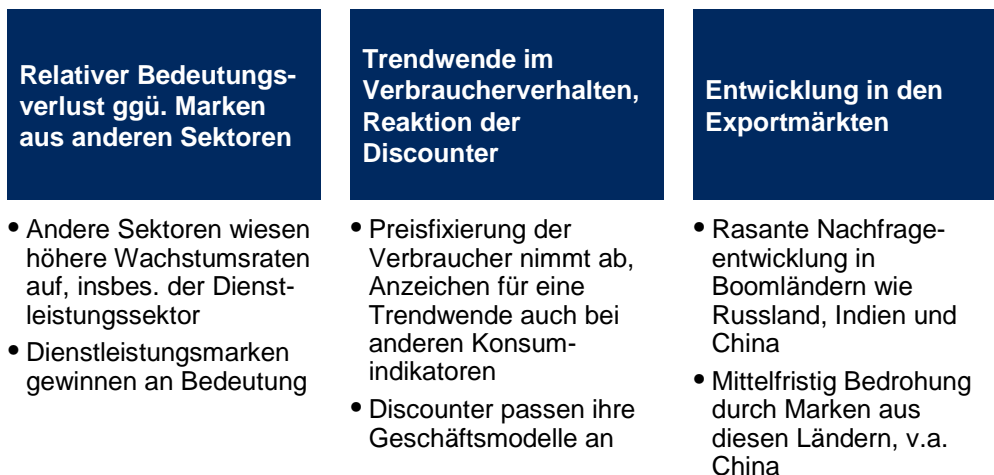 Relativer Bedeutungs-
verlust ggü. Marken
aus anderen Sektoren
• Andere Sektoren wiesen
höhere Wachstumsraten
auf, insbes. der Dienst-
leistungssektor
• Dienstleistungsmarken
gewinnen an Bedeutung
Trendwende im
Verbraucherverhalten,
Reaktion der
Discounter
• Preisfixierung der
Verbraucher nimmt ab,
Anzeichen für eine
Trendwende auch bei
anderen Konsum-
indikatoren
• Discounter passen ihre
Geschäftsmodelle an
Entwicklung in den
Exportmärkten
• Rasante Nachfrage-
entwicklung in
Boomländern wie
Russland, Indien und
China
• Mittelfristig Bedrohung
durch Marken aus
diesen Ländern, v.a.
China